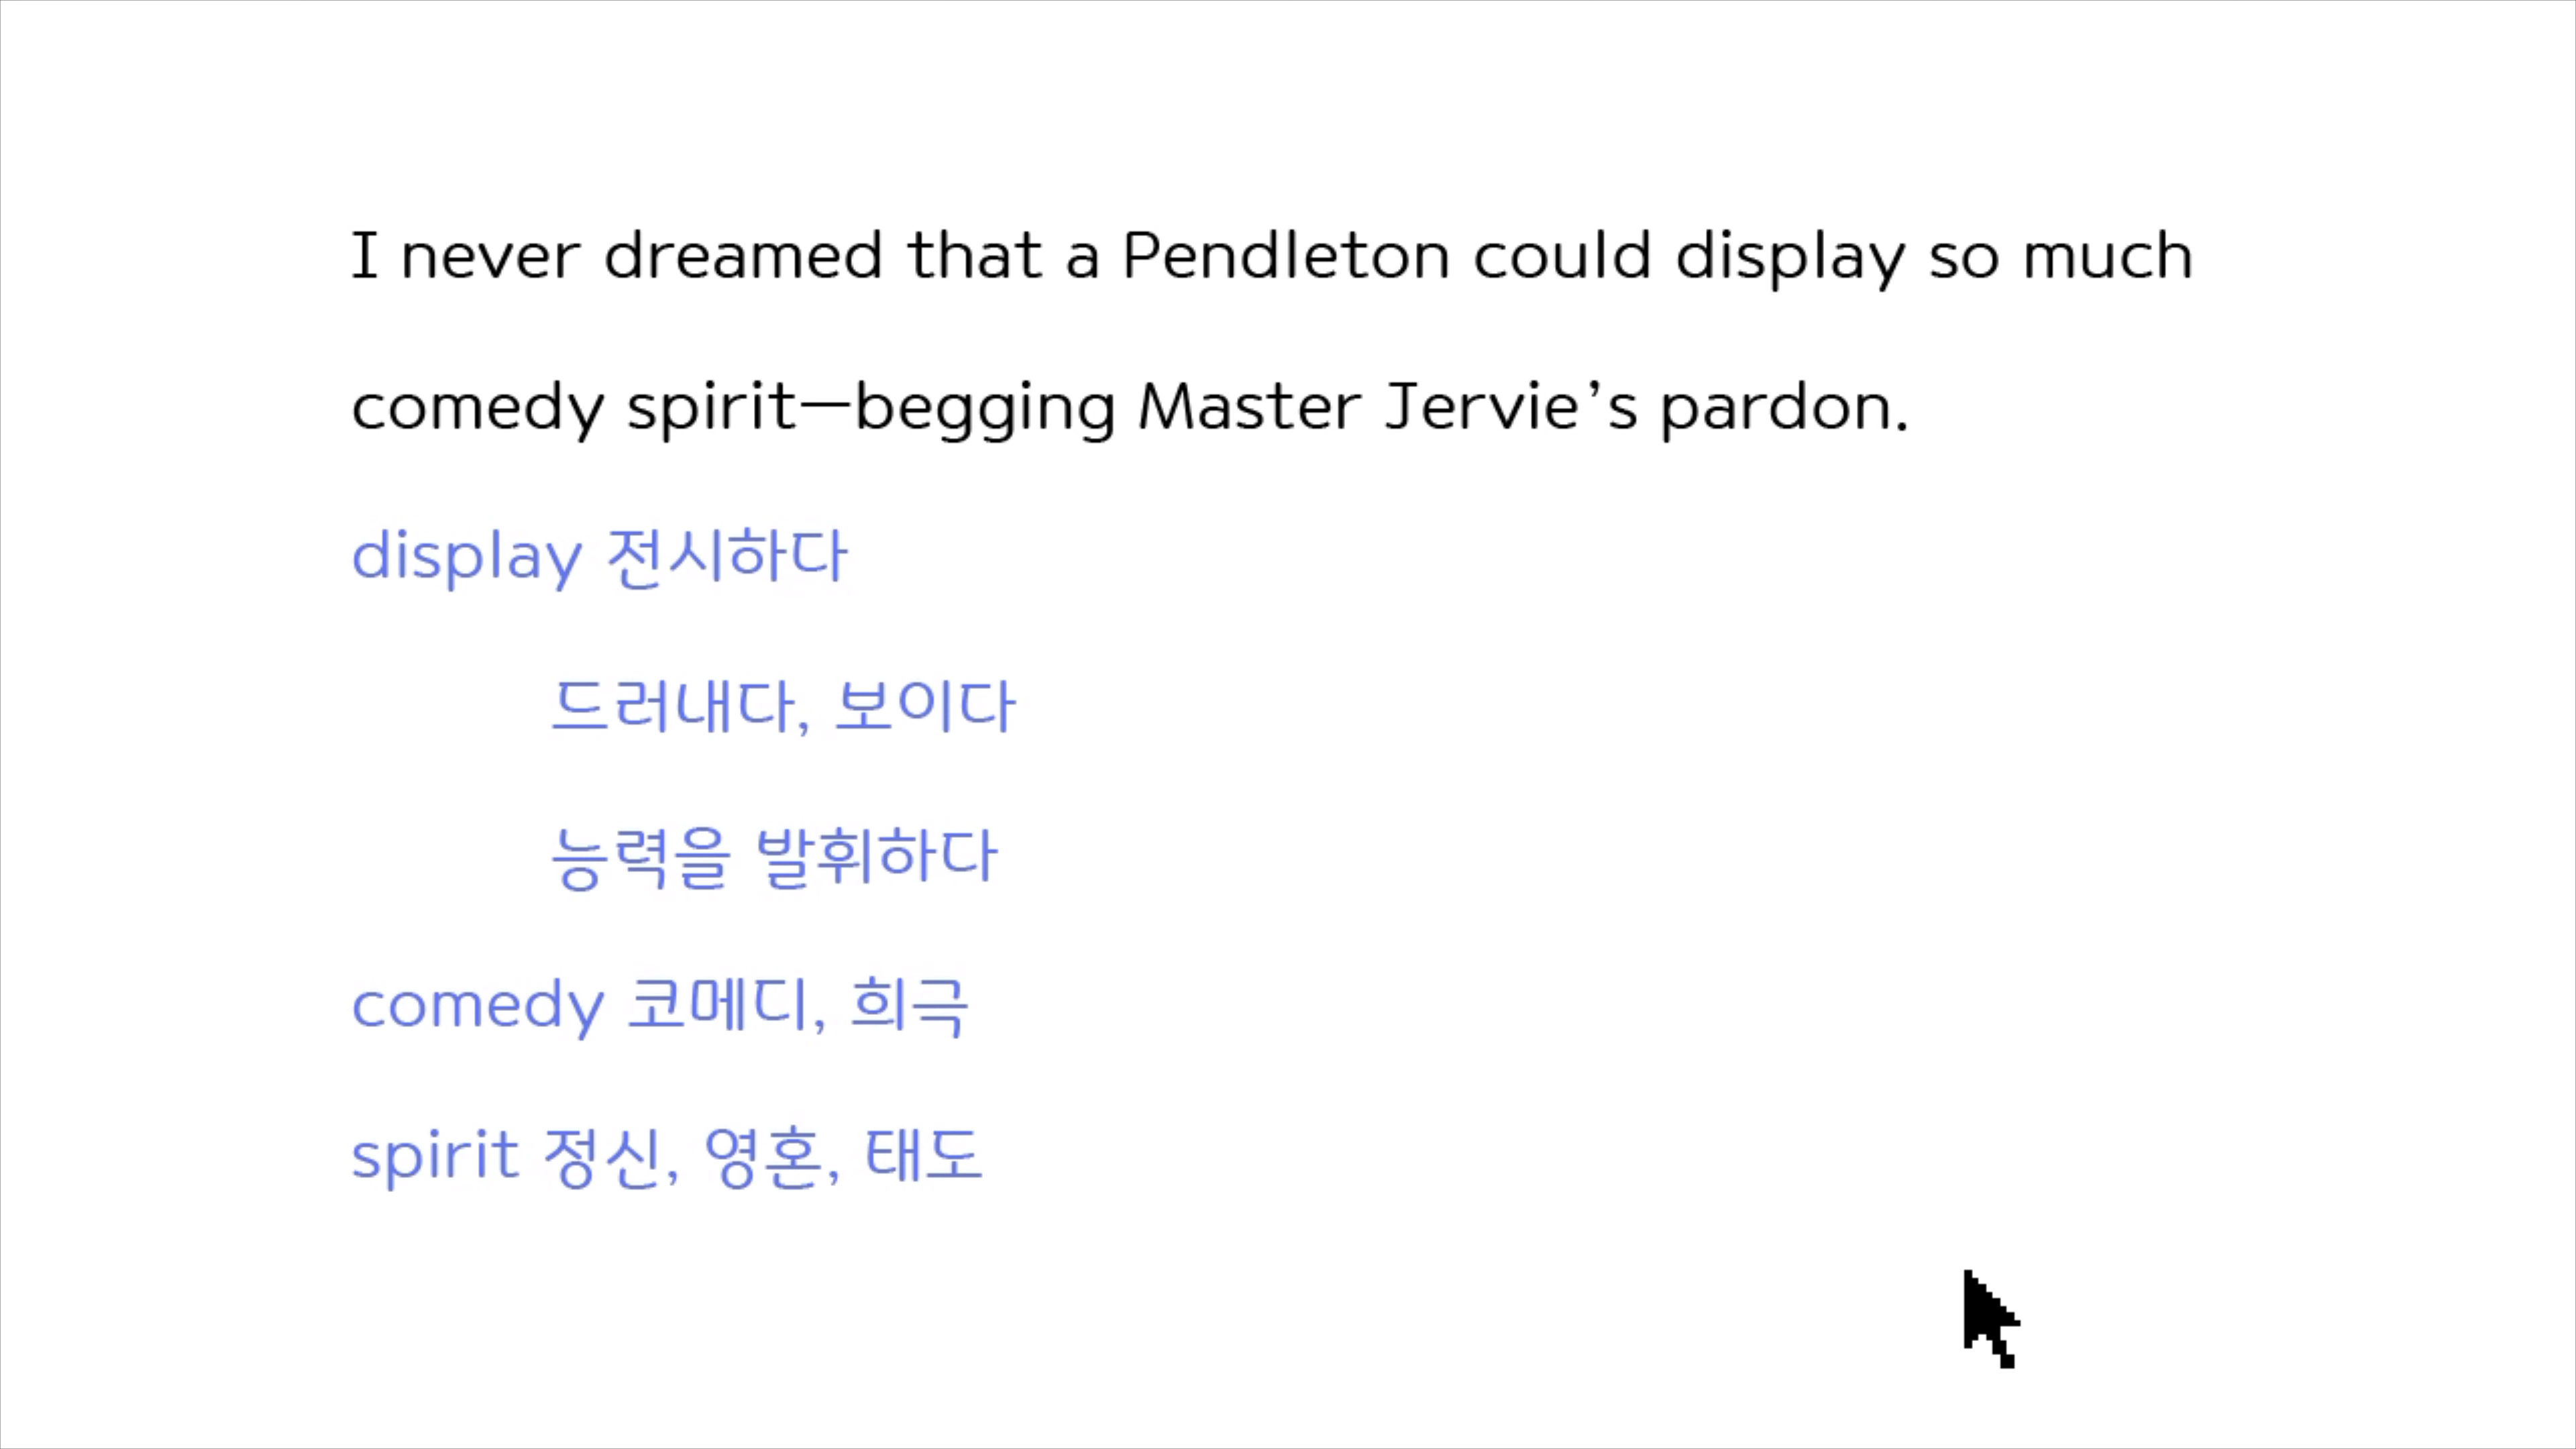 I never dreamed that a Pendleton could display so much
comedy spirit—begging Master Jervie’s pardon.
display 전시하다
드러내다, 보이다
능력을 발휘하다
comedy 코메디, 희극
spirit 정신, 영혼, 태도